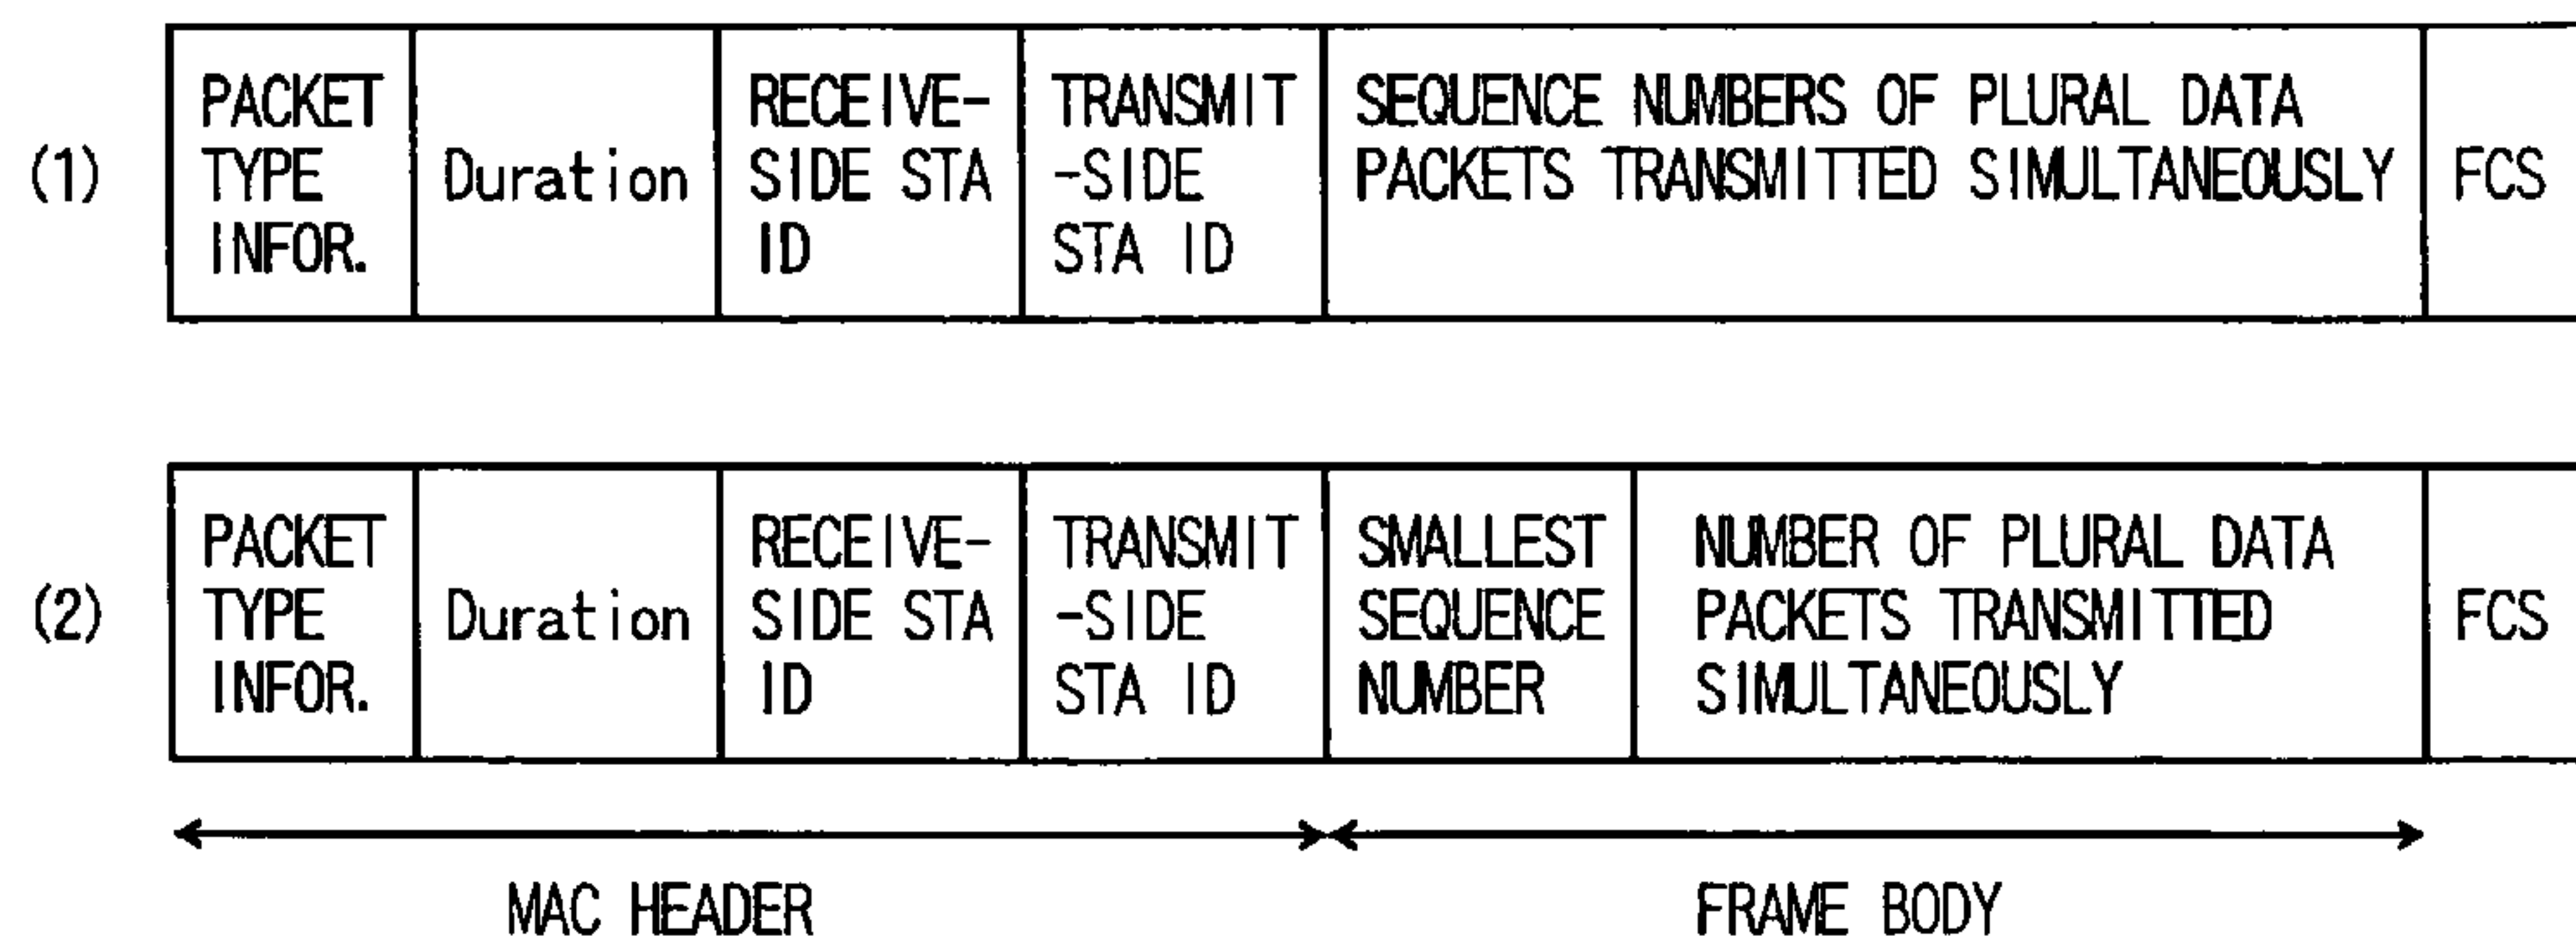 (1)
PACKET
TYPE
INFOR.
Duration
RECEIVE-
SIDE STA
ID
TRANSMIT
-SIDE
STA ID
SEQUENCE NUMBERS OF PLURAL DATA
PACKETS TRANSMITTED SIMULTANEOUSLY
FCS
(2)
PACKET
TYPE
INFOR.
Duration
RECEIVE-
SIDE STA
ID
TRANSMIT
-SIDE
STA ID
SMALLEST
SEQUENCE
NUMBER
NUMBER OF PLURAL DATA
PACKETS TRANSMITTED
SIMULTANEOUSLY
FCS
MAC HEADER
FRAME BODY